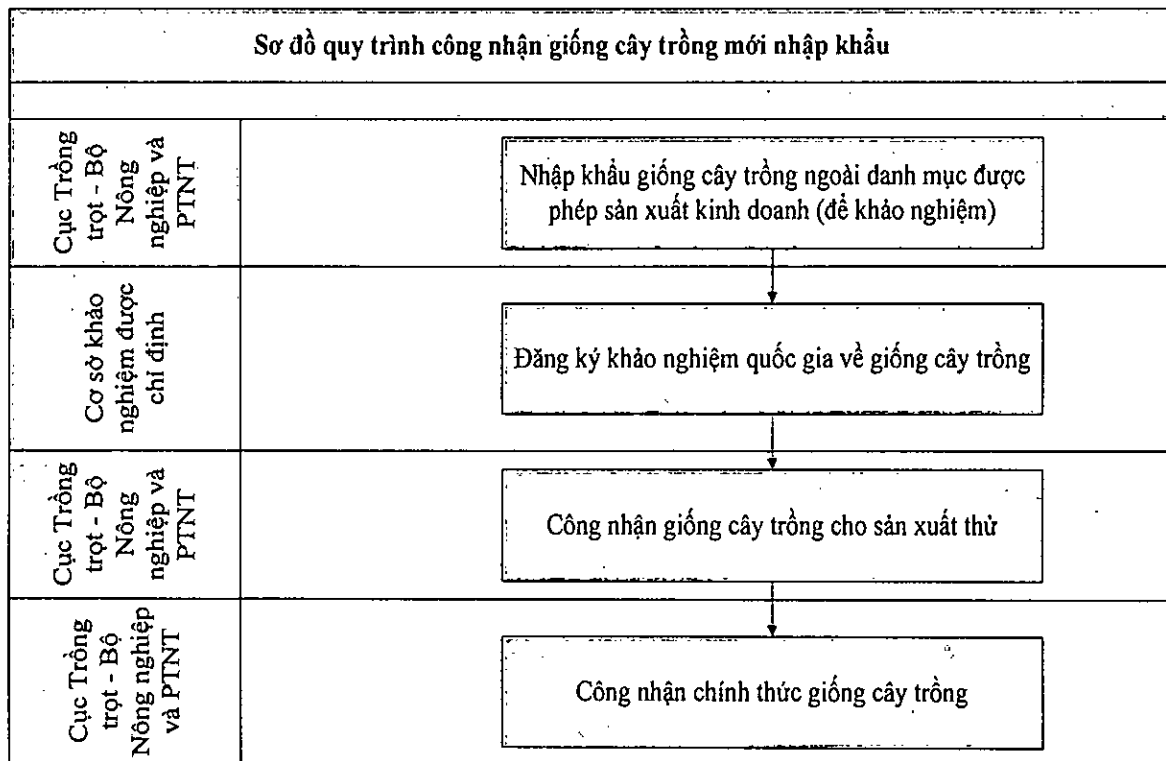 Sơ đồ quy trình công nhận giống cây trồng mới nhập khẩu
Cục Trồng
trọt - Bộ
Nông
nghiệp và
PTNT
Nhập khẩu giống cây trồng ngoài danh mục được
phép sản xuất kinh doanh (để khảo nghiệm)
Cơ sở khảo
nghiệm được
chỉ định
Đăng ký khảo nghiệm quốc gia về giống cây trồng
Cục Trồng
trọt - Bộ
Nông
nghiệp và
PTNT
Công nhận giống cây trồng cho sản xuất thử
Cục Trồng
trọt - Bộ
Nông nghiệp
và PTNT
Công nhận chính thức giống cây trồng